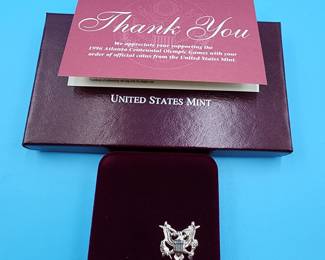 Thank You
We appreciate your supporting the
1996 Atlanta Centennial Olympic Games with your
order of official coins from the United States Mint.
UNITED STATES MINT